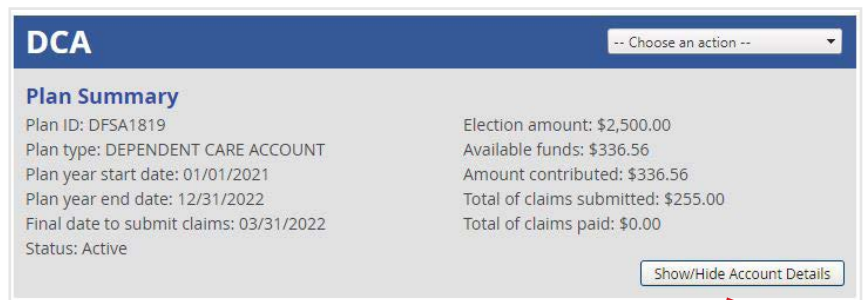 DCA
-- Choose an action --
Plan Summary
Plan ID: DFSA1819
Plan type: DEPENDENT CARE ACCOUNT
Plan year start date: 01/01/2021
Plan year end date: 12/31/2022
Final date to submit claims: 03/31/2022
Status: Active
Election amount: $2,500.00
Available funds: $336.56
Amount contributed: $336.56
Total of claims submitted: $255.00
Total of claims paid: $0.00
Show/Hide Account Details